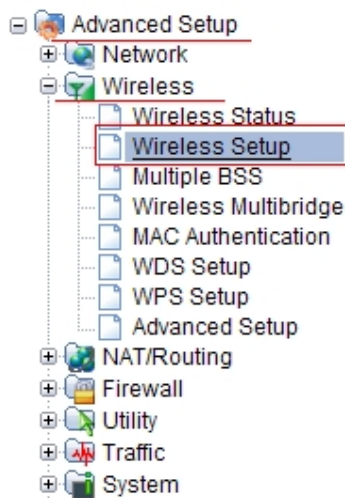 Advanced Setup
Network
Wireless
Wireless Status
Wireless Setup
Multiple BSS
Wireless Multibridge
MAC Authentication
WDS Setup
WPS Setup
Advanced Setup
NAT/Routing
Firewall
Utility
Traffic
System